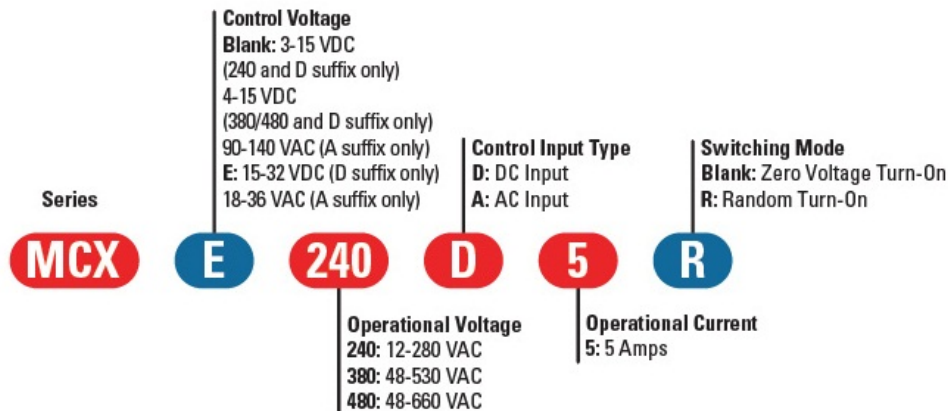 Control Voltage
Blank: 3-15 VDC
(240 and D suffix only)
4-15 VDC
(380/480 and D suffix only)
90-140 VAC (A suffix only)
E: 15-32 VDC (D suffix only)
18-36 VAC (A suffix only)
Control Input Type
D: DC Input
A: AC Input
Switching Mode
Blank: Zero Voltage Turn-On
R: Random Turn-On
Series
MCX E 240 D 5 R
Operational Voltage
240: 12-280 VAC
380: 48-530 VAC
480: 48-660 VAC
Operational Current
5: 5 Amps